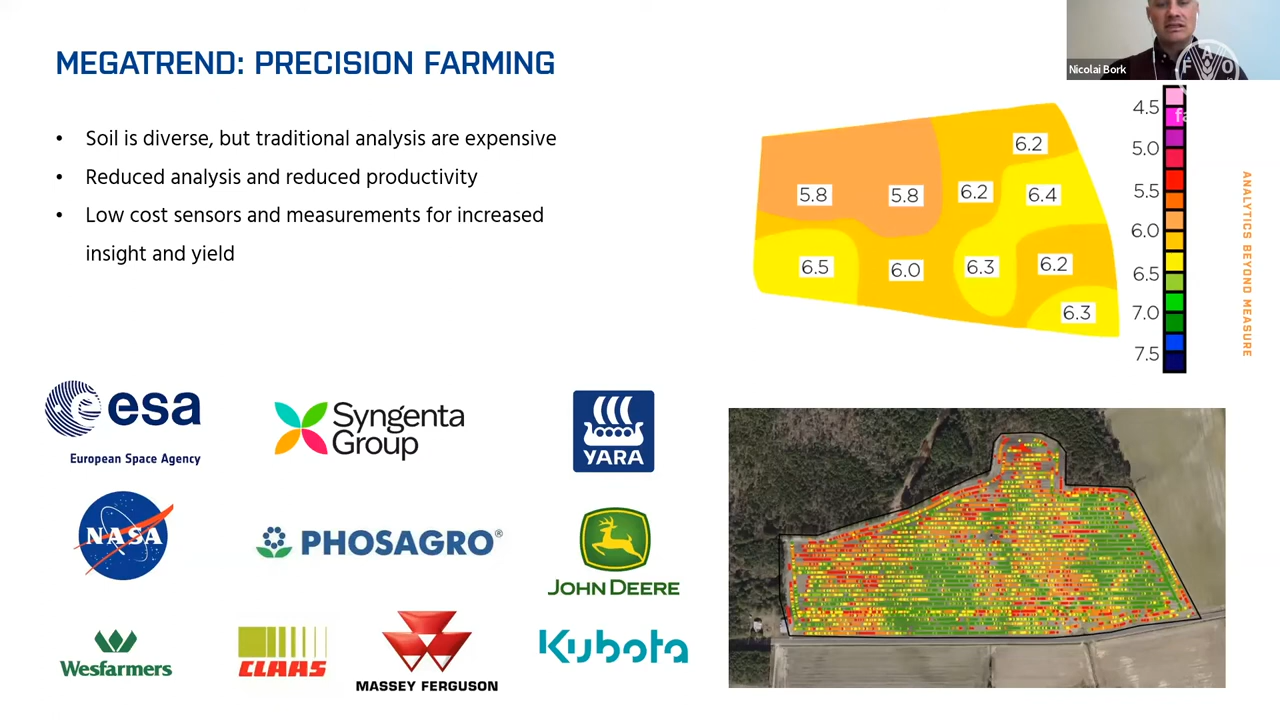 MEGATREND: PRECISION FARMING
• Soil is diverse, but traditional analysis are expensive
• Reduced analysis and reduced productivity
• Low cost sensors and measurements for increased
insight and yield
Nicolai Bork
FAO
5.8
5.8
6.2
6.2
6.4
6.5
6.0
6.3
6.2
6.3
4.5
5.0
5.5
6.0
6.5
7.0
7.5
ANALYTICS BEYOND MEASURE
esa
European Space Agency
Syngenta
Group
YARA
NASA
PHOSAGRO®
JOHN DEERE
Wesfarmers
CLAAS
MASSEY FERGUSON
Kubota